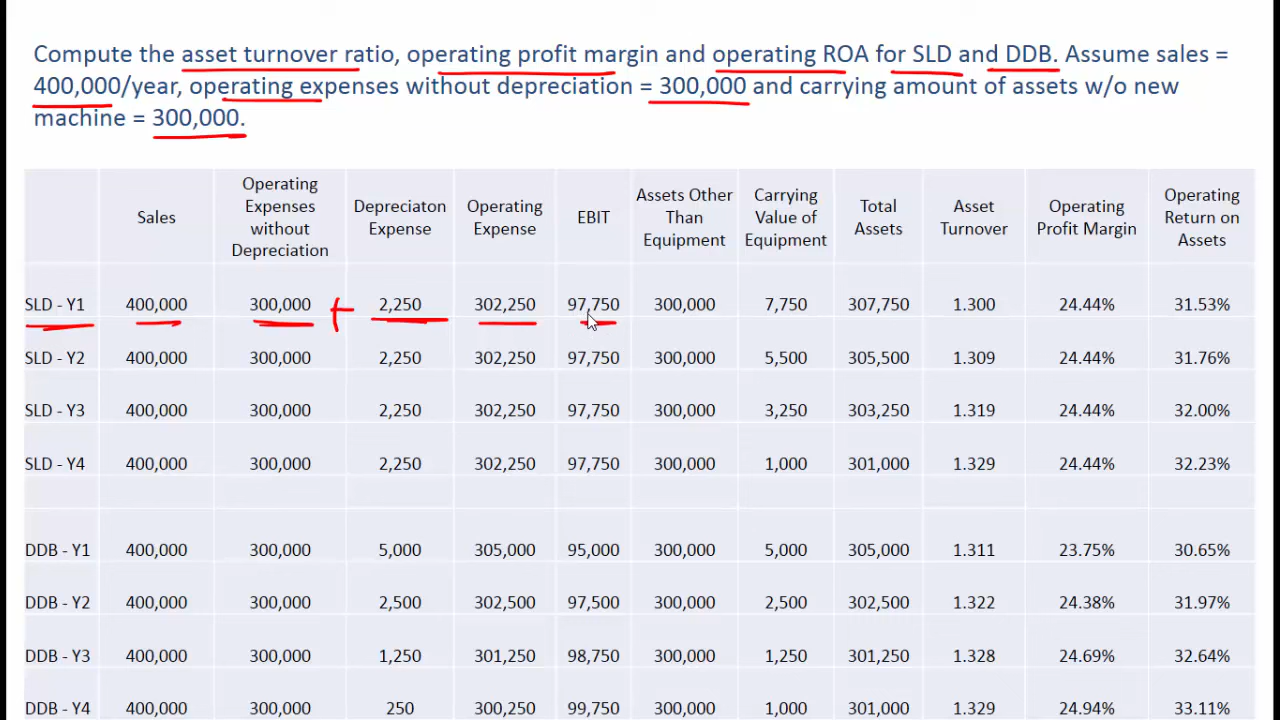 Compute the asset turnover ratio, operating profit margin and operating ROA for SLD and DDB. Assume sales =
400,000/year, operating expenses without depreciation = 300,000 and carrying amount of assets w/o new
machine = 300,000.
Sales Operating Expenses without Depreciation Depreciaton Expense Operating Expense EBIT Assets Other Than Equipment Carrying Value of Equipment Total Assets Asset Turnover Operating Profit Margin Operating Return on Assets
SLD - Y1 400,000 300,000 + 2,250 302,250 97,750 300,000 7,750 307,750 1.300 24.44% 31.53%
SLD - Y2 400,000 300,000 2,250 302,250 97,750 300,000 5,500 305,500 1.309 24.44% 31.76%
SLD - Y3 400,000 300,000 2,250 302,250 97,750 300,000 3,250 303,250 1.319 24.44% 32.00%
SLD - Y4 400,000 300,000 2,250 302,250 97,750 300,000 1,000 301,000 1.329 24.44% 32.23%
DDB - Y1 400,000 300,000 5,000 305,000 95,000 300,000 5,000 305,000 1.311 23.75% 30.65%
DDB - Y2 400,000 300,000 2,500 302,500 97,500 300,000 2,500 302,500 1.322 24.38% 31.97%
DDB - Y3 400,000 300,000 1,250 301,250 98,750 300,000 1,250 301,250 1.328 24.69% 32.64%
DDB - Y4 400,000 300,000 250 300,250 99,750 300,000 1,000 301,000 1.329 24.94% 33.11%